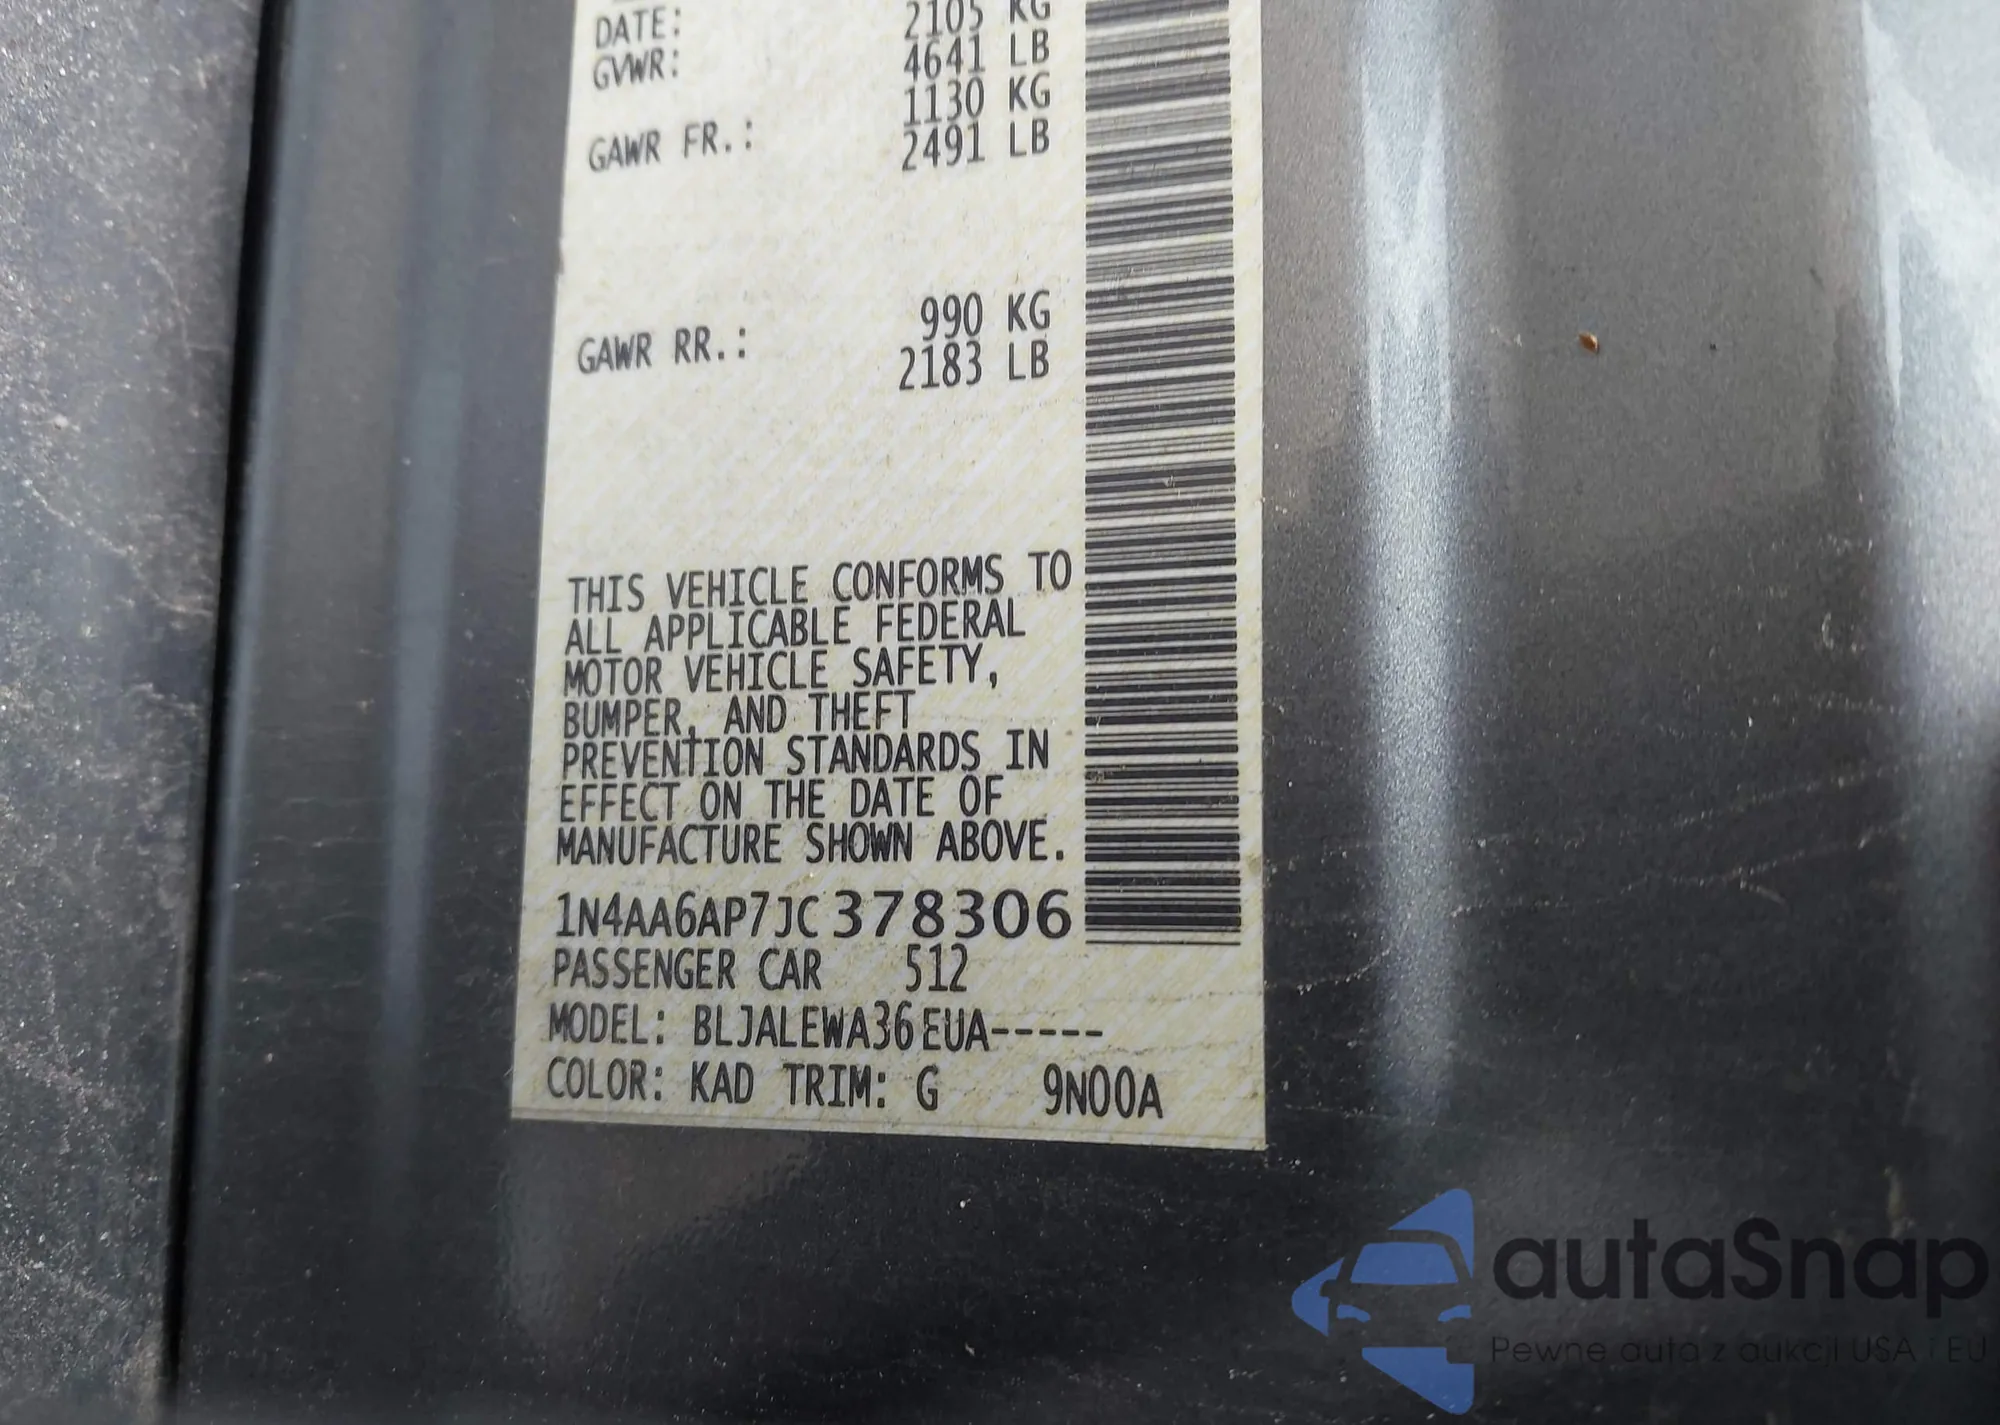 DATE: 2105 KG
GVWR: 4641 LB
1130 KG
GAWR FR.: 2491 LB
990 KG
GAWR RR.: 2183 LB
THIS VEHICLE CONFORMS TO
ALL APPLICABLE FEDERAL
MOTOR VEHICLE SAFETY,
BUMPER, AND THEFT
PREVENTION STANDARDS IN
EFFECT ON THE DATE OF
MANUFACTURE SHOWN ABOVE.
1N4AA6AP7JC378306
PASSENGER CAR 512
MODEL: BLJALEWA36EUA-----
COLOR: KAD TRIM: G 9N00A
autaSnap
Pewne auta z aukcji USA i EU